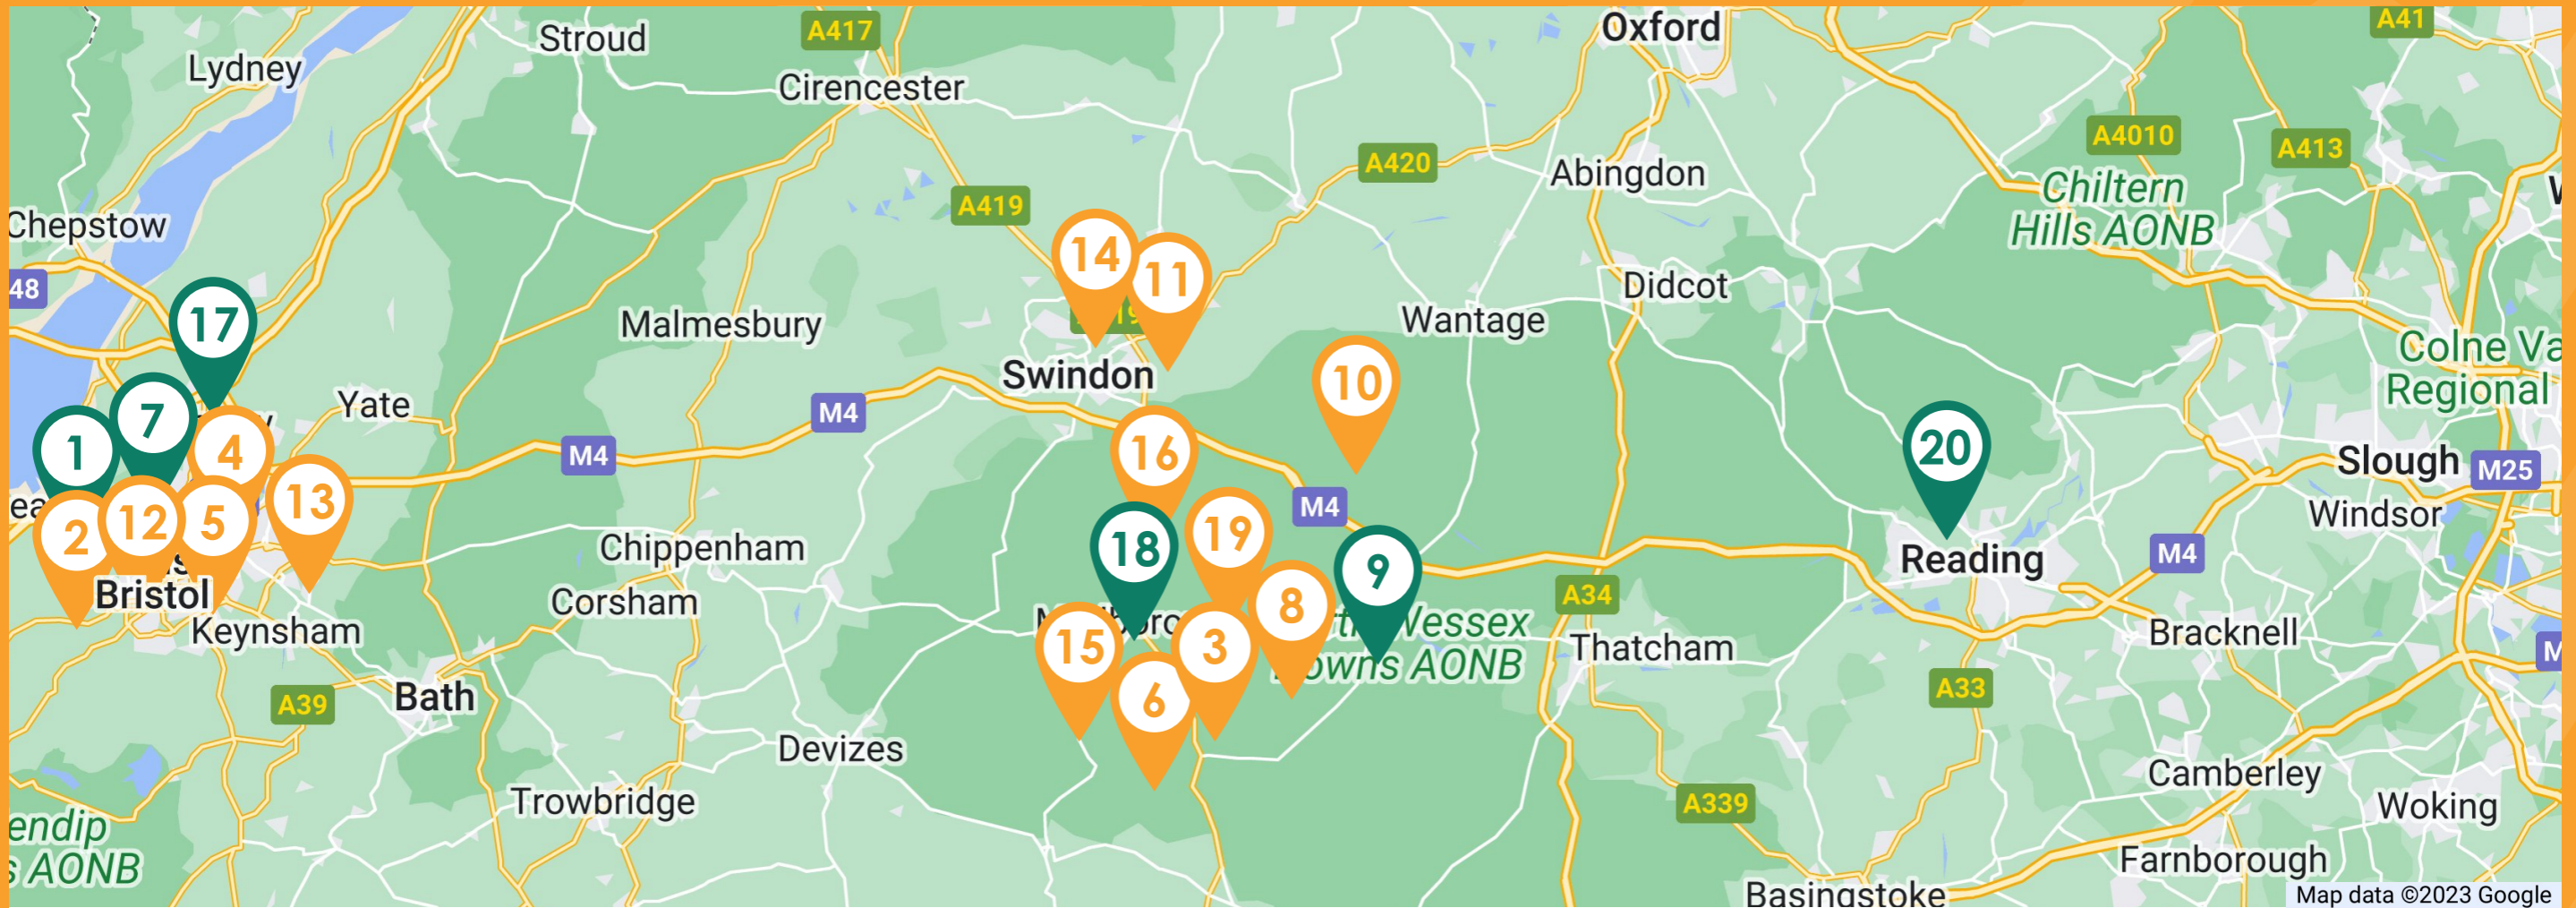 A417
Stroud
Oxford
A41
Lydney
Cirencester
A4010
A413
A420
Abingdon
Chiltern
Hills AONB
A419
Chepstow
14
11
48
Didcot
17
Malmesbury
Wantage
Colne Va
Regional
Swindon
10
Yate
M4
7
1
4
16
20
M4
Slough
M25
13
M4
Windsor
2
12
5
19
18
Chippenham
M4
Reading
9
Bristol
Corsham
A34
8
Keynsham
15
3
Wessex
owns AONB
Thatcham
Bracknell
M
A39
Bath
6
A33
Devizes
Camberley
Trowbridge
A339
Woking
endip
s AONB
Farnborough
Basingstoke
Map data ©2023 Google